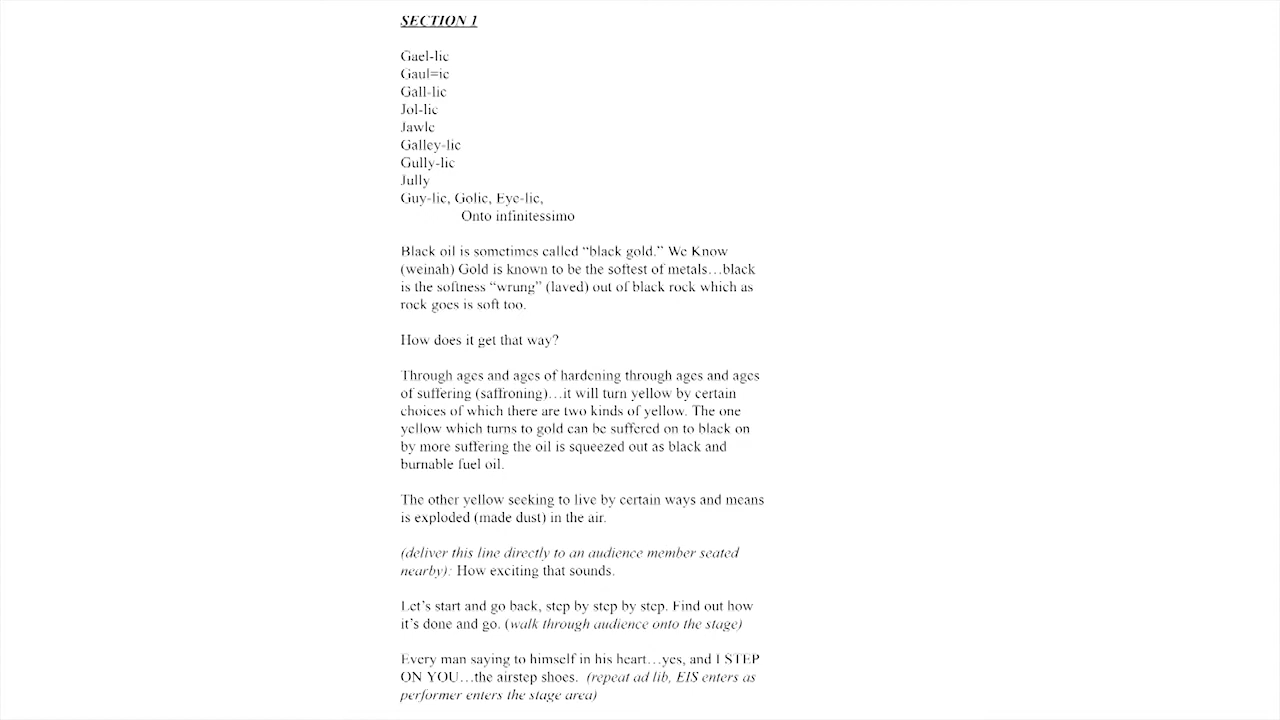 SECTION 1
Gael-lic
Gaul=ic
Gall-lic
Jol-lic
Jawlc
Galley-lic
Gully-lic
Jully
Guy-lic, Golic, Eye-lic,
Onto infinitessimo
Black oil is sometimes called “black gold.” We Know
(weinah) Gold is known to be the softest of metals…black
is the softness “wrung” (laved) out of black rock which as
rock goes is soft too.
How does it get that way?
Through ages and ages of hardening through ages and ages
of suffering (saffroning)…it will turn yellow by certain
choices of which there are two kinds of yellow. The one
yellow which turns to gold can be suffered on to black on
by more suffering the oil is squeezed out as black and
burnable fuel oil.
The other yellow seeking to live by certain ways and means
is exploded (made dust) in the air.
(deliver this line directly to an audience member seated
nearby): How exciting that sounds.
Let’s start and go back, step by step by step. Find out how
it’s done and go. (walk through audience onto the stage)
Every man saying to himself in his heart…yes, and I STEP
ON YOU…the airstep shoes. (repeat ad lib, EIS enters as
performer enters the stage area)